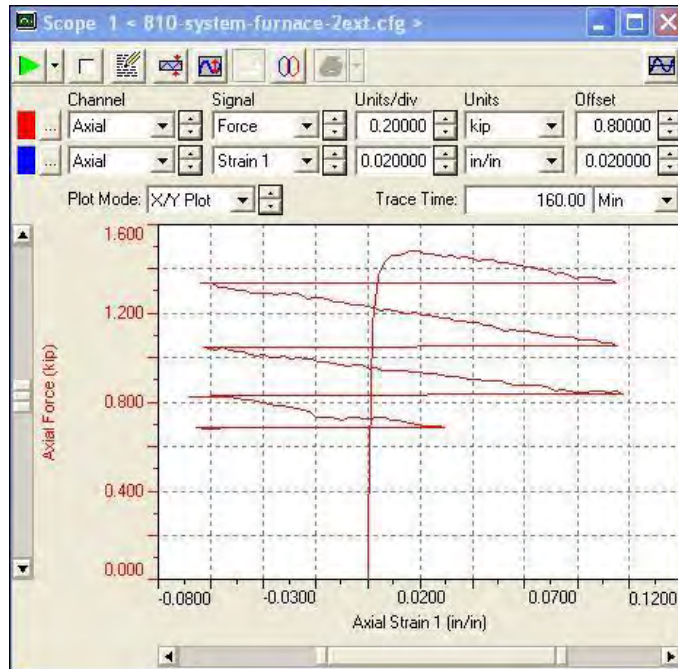 Scope 1 < 810-system-furnace-2ext.cfg >
Channel Signal Units/div Units Offset
... Axial Force 0.20000 kip 0.80000
... Axial Strain 1 0.020000 in/in 0.020000
Plot Mode: X/Y Plot Trace Time: 160.00 Min
1.600
1.200
0.800
0.400
0.000
Axial Force (kip)
-0.0800 -0.0300 0.0200 0.0700 0.1200
Axial Strain 1 (in/in)